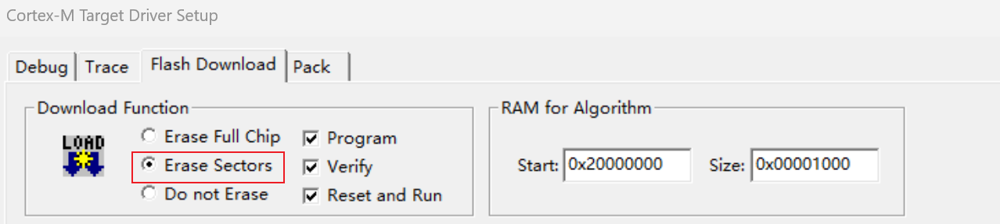 Cortex-M Target Driver Setup
Debug Trace Flash Download Pack
Download Function
LOAD
Erase Full Chip
Erase Sectors
Do not Erase
Program
Verify
Reset and Run
RAM for Algorithm
Start: 0x20000000 Size: 0x00001000